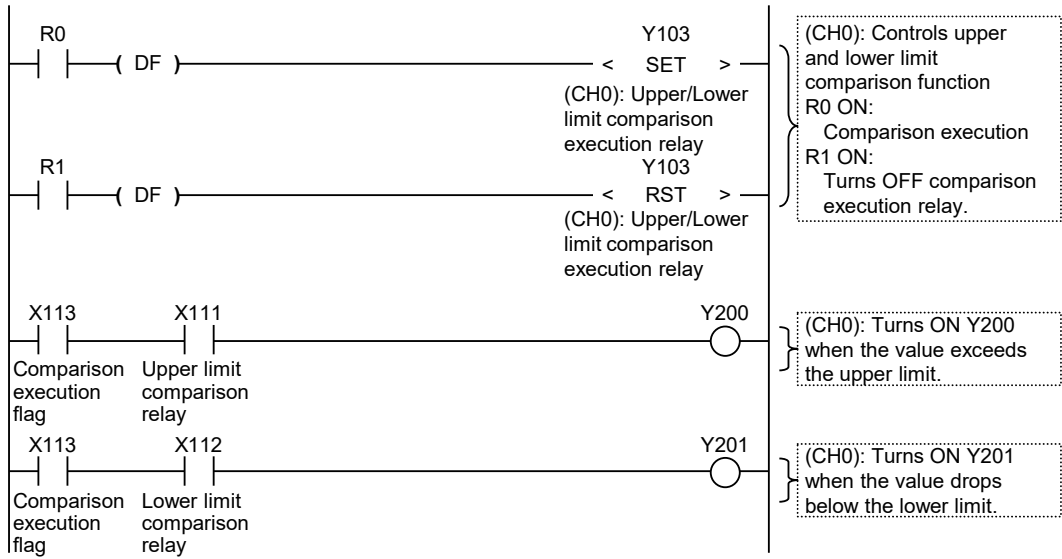 R0
Y103
( DF )
< SET >
(CH0): Upper/Lower
limit comparison
execution relay
R1
Y103
( DF )
< RST >
(CH0): Upper/Lower
limit comparison
execution relay
(CH0): Controls upper
and lower limit
comparison function
R0 ON:
Comparison execution
R1 ON:
Turns OFF comparison
execution relay.
X113
X111
Y200
Comparison
execution
flag
Upper limit
comparison
relay
(CH0): Turns ON Y200
when the value exceeds
the upper limit.
X113
X112
Y201
Comparison
execution
flag
Lower limit
comparison
relay
(CH0): Turns ON Y201
when the value drops
below the lower limit.